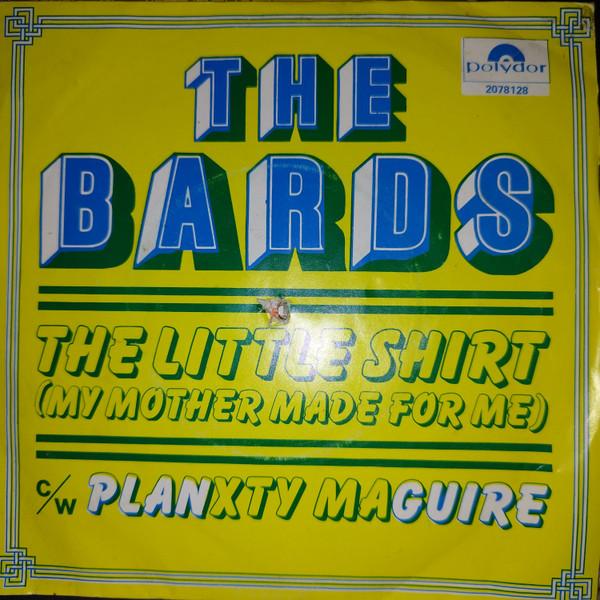 THE
polydor
2078128
BARDS
THE LITTLE SHIRT
(MY MOTHER MADE FOR ME)
C/W PLANXTY MAGUIRE